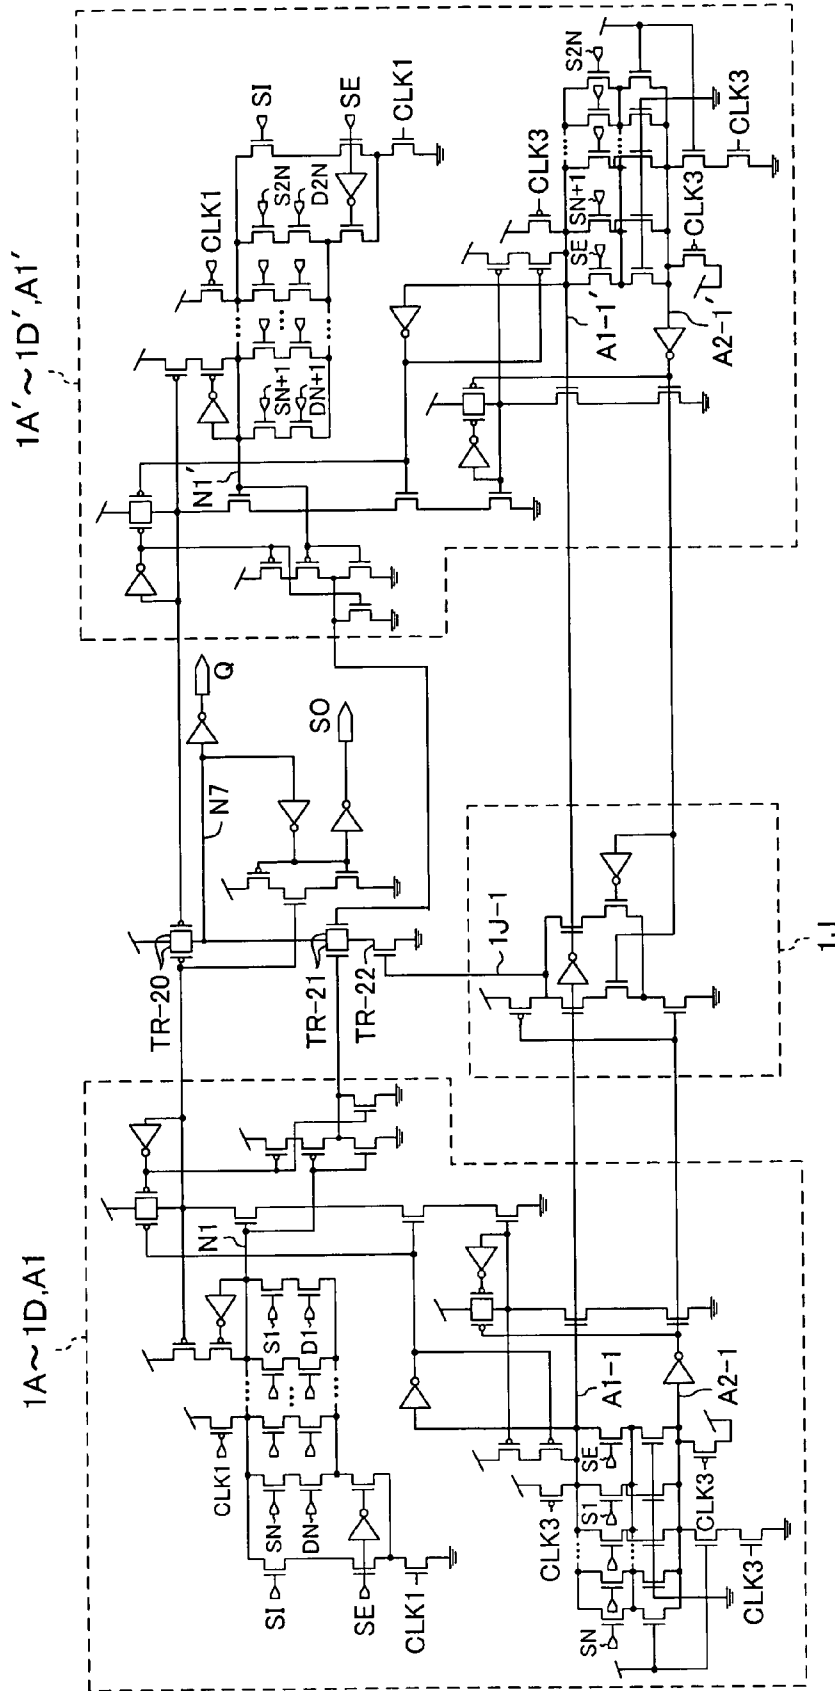 1A~1D,A1
1A'~1D',A1'
CLK1
SI
SE
CLK1
SN
DN
S1
D1
N1
TR-20
TR-21
TR-22
N7
Q
SO
N1'
SN+1
DN+1
CLK1
S2N
D2N
SI
SE
CLK1
CLK3
SN
S1
SE
CLK3
CLK3
A1-1
A2-1
1J-1
1J
A1-1'
A2-1'
SE
SN+1
CLK3
S2N
CLK3
CLK3